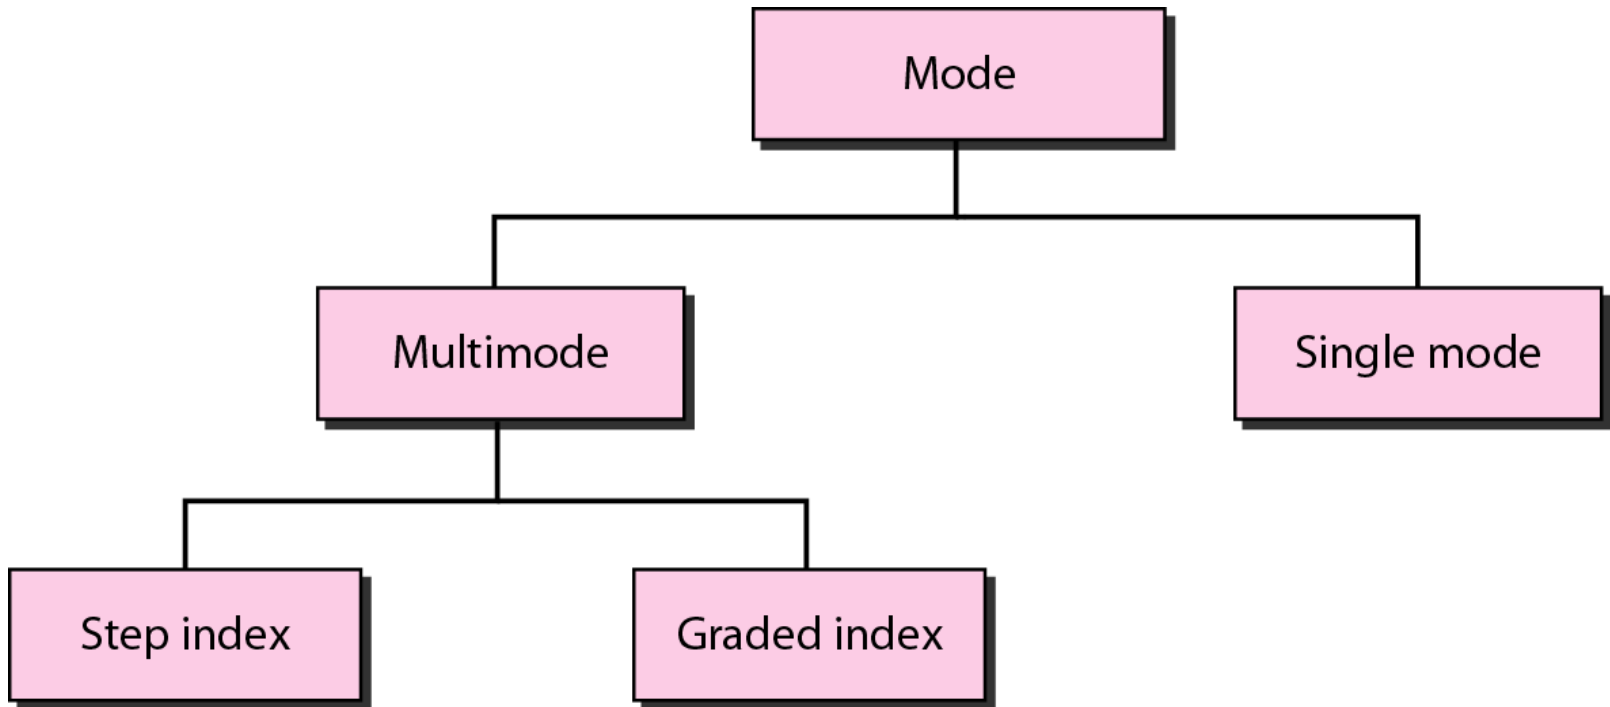 Mode
Multimode
Single mode
Step index
Graded index